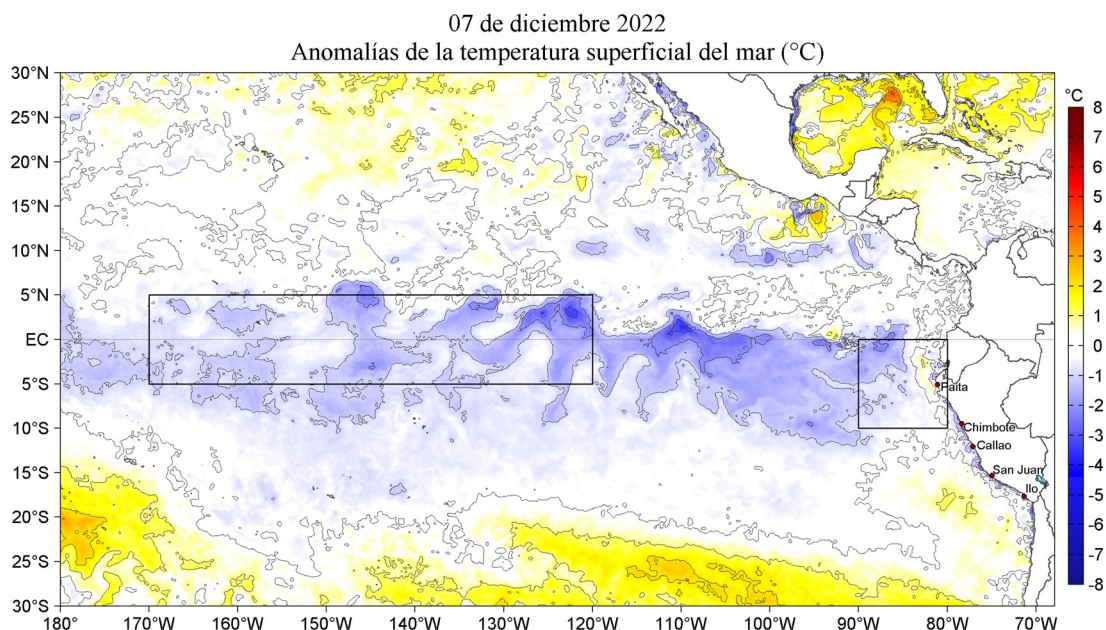 07 de diciembre 2022
Anomalías de la temperatura superficial del mar (°C)
30°N
25°N
20°N
15°N
10°N
5°N
EC
5°S
10°S
15°S
20°S
25°S
30°S
180 170°W 160°W 150°W 140°W 130°W 120°W 110°W 100°W 90°W 80°W 70°W
Paita
Chimbote
Callao
San Juan
Ilo
°C
8
7
6
5
4
3
2
1
0
-1
-2
-3
-4
-5
-6
-7
-8